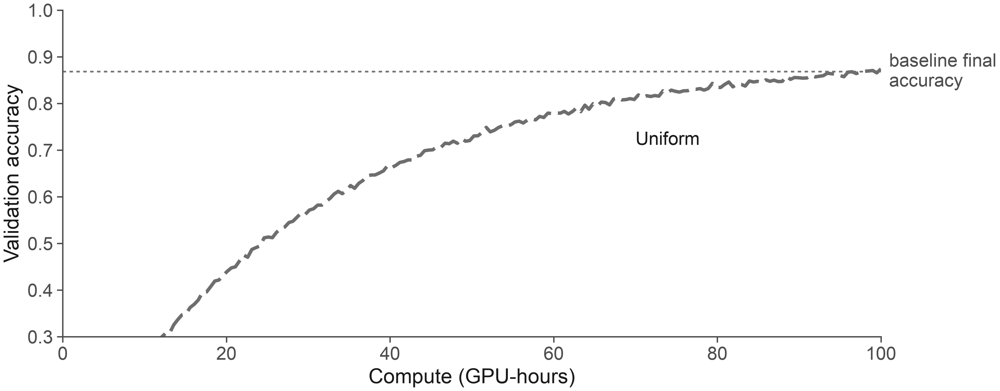 1.0
0.9
0.8
0.7
0.6
0.5
0.4
0.3
Validation accuracy
baseline final
accuracy
Uniform
0 20 40 60 80 100
Compute (GPU-hours)